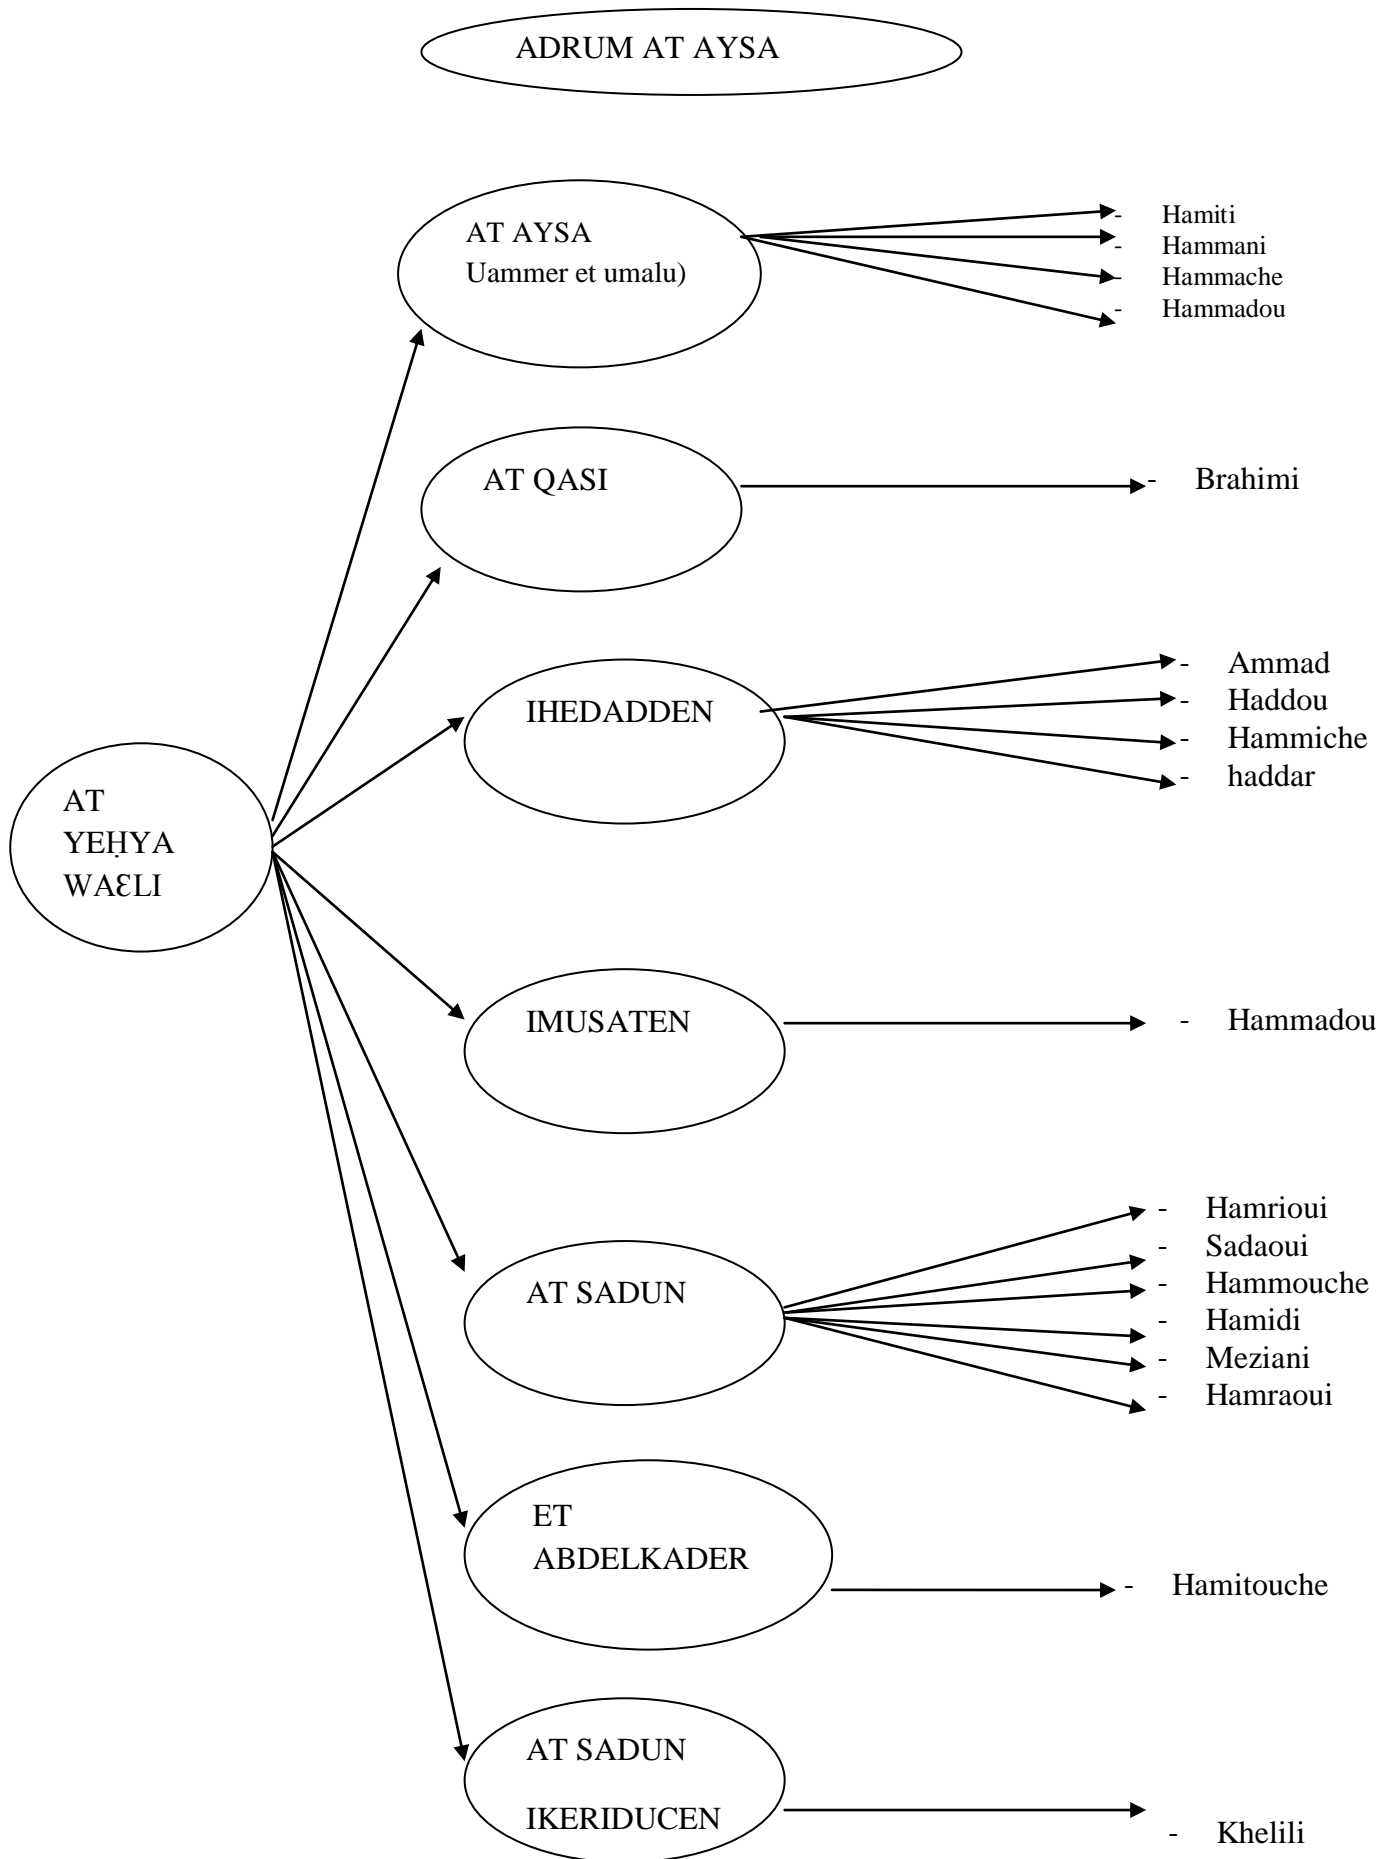 ADRUM AT AYSA
AT AYSA
Uammer et umalu)
- Hamiti
- Hammani
- Hammache
- Hammadou
AT QASI
- Brahimi
IHEDADDEN
- Ammad
- Haddou
- Hammiche
- haddar
AT
YEḤYA
WAƐLI
IMUSATEN
- Hammadou
AT SADUN
- Hamrioui
- Sadaoui
- Hammouche
- Hamidi
- Meziani
- Hamraoui
ET
ABDELKADER
- Hamitouche
AT SADUN
IKERIDUCEN
- Khelili